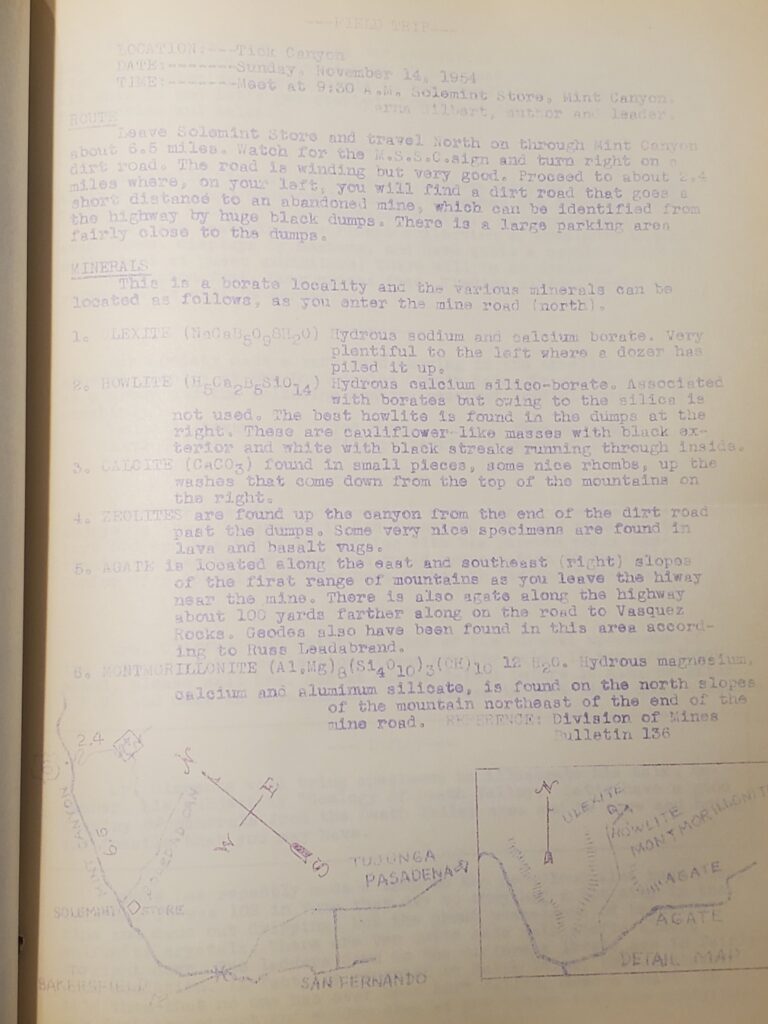 ---FIELD TRIP---
LOCATION:---Tick Canyon
DATE:-------Sunday, November 14, 1954
TIME:-------Meet at 9:30 A.M. Solemint Store, Mint Canyon.
author and leader.
ROUTE
Leave Solemint Store and travel North on through Mint Canyon
about 6.5 miles. Watch for the M.S.S.C.sign and turn right on a
dirt road. The road is winding but very good. Proceed to about 2.4
miles where, on your left, you will find a dirt road that goes a
short distance to an abandoned mine, which can be identified from
the highway by huge black dumps. There is a large parking area
fairly close to the dumps.
MINERALS
This is a borate locality and the various minerals can be
located as follows, as you enter the mine road (north).
1. ULEXITE (NaCaB5O98H2O) Hydrous sodium and calcium borate. Very
plentiful to the left where a dozer has
piled it up.
2. HOWLITE (H5Ca2B5SiO14) Hydrous calcium silico-borate. Associated
with borates but owing to the silica is
not used. The best howlite is found in the dumps at the
right. These are cauliflower-like masses with black ex-
terior and white with black streaks running through inside.
3. CALCITE (CaCO3) found in small pieces, some nice rhombs, up the
washes that come down from the top of the mountains on
the right.
4. ZEOLITES are found up the canyon from the end of the dirt road
past the dumps. Some very nice specimens are found in
lava and basalt vugs.
5. AGATE is located along the east and southeast (right) slopes
of the first range of mountains as you leave the hiway
near the mine. There is also agate along the highway
about 100 yards farther along on the road to Vasquez
Rocks. Geodes also have been found in this area accord-
ing to Russ Leadabrand.
6. MONTMORILLONITE (Al,Mg)8(Si4O10)3(OH)10 12 H2O. Hydrous magnesium,
calcium and aluminum silicate, is found on the north slopes
of the mountain northeast of the end of the
mine road. REFERENCE: Division of Mines
Bulletin 136
2.4
6.5
MINT CANYON
SOLEDAD CAN
N
E
W
S
TUJUNGA
PASADENA
SOLEMINT STORE
TO
BAKERSFIELD
SAN FERNANDO
N
ULEXITE
HOWLITE
MONTMORILLONITE
AGATE
AGATE
DETAIL MAP